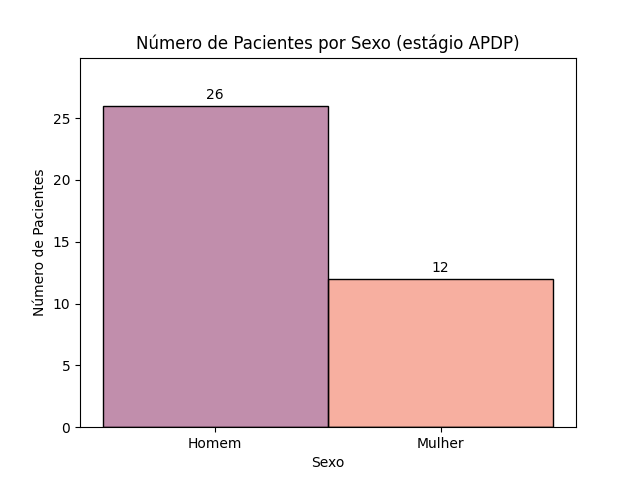 Número de Pacientes por Sexo (estágio APDP)
26
12
25
20
15
10
5
0
Número de Pacientes
Homem
Mulher
Sexo